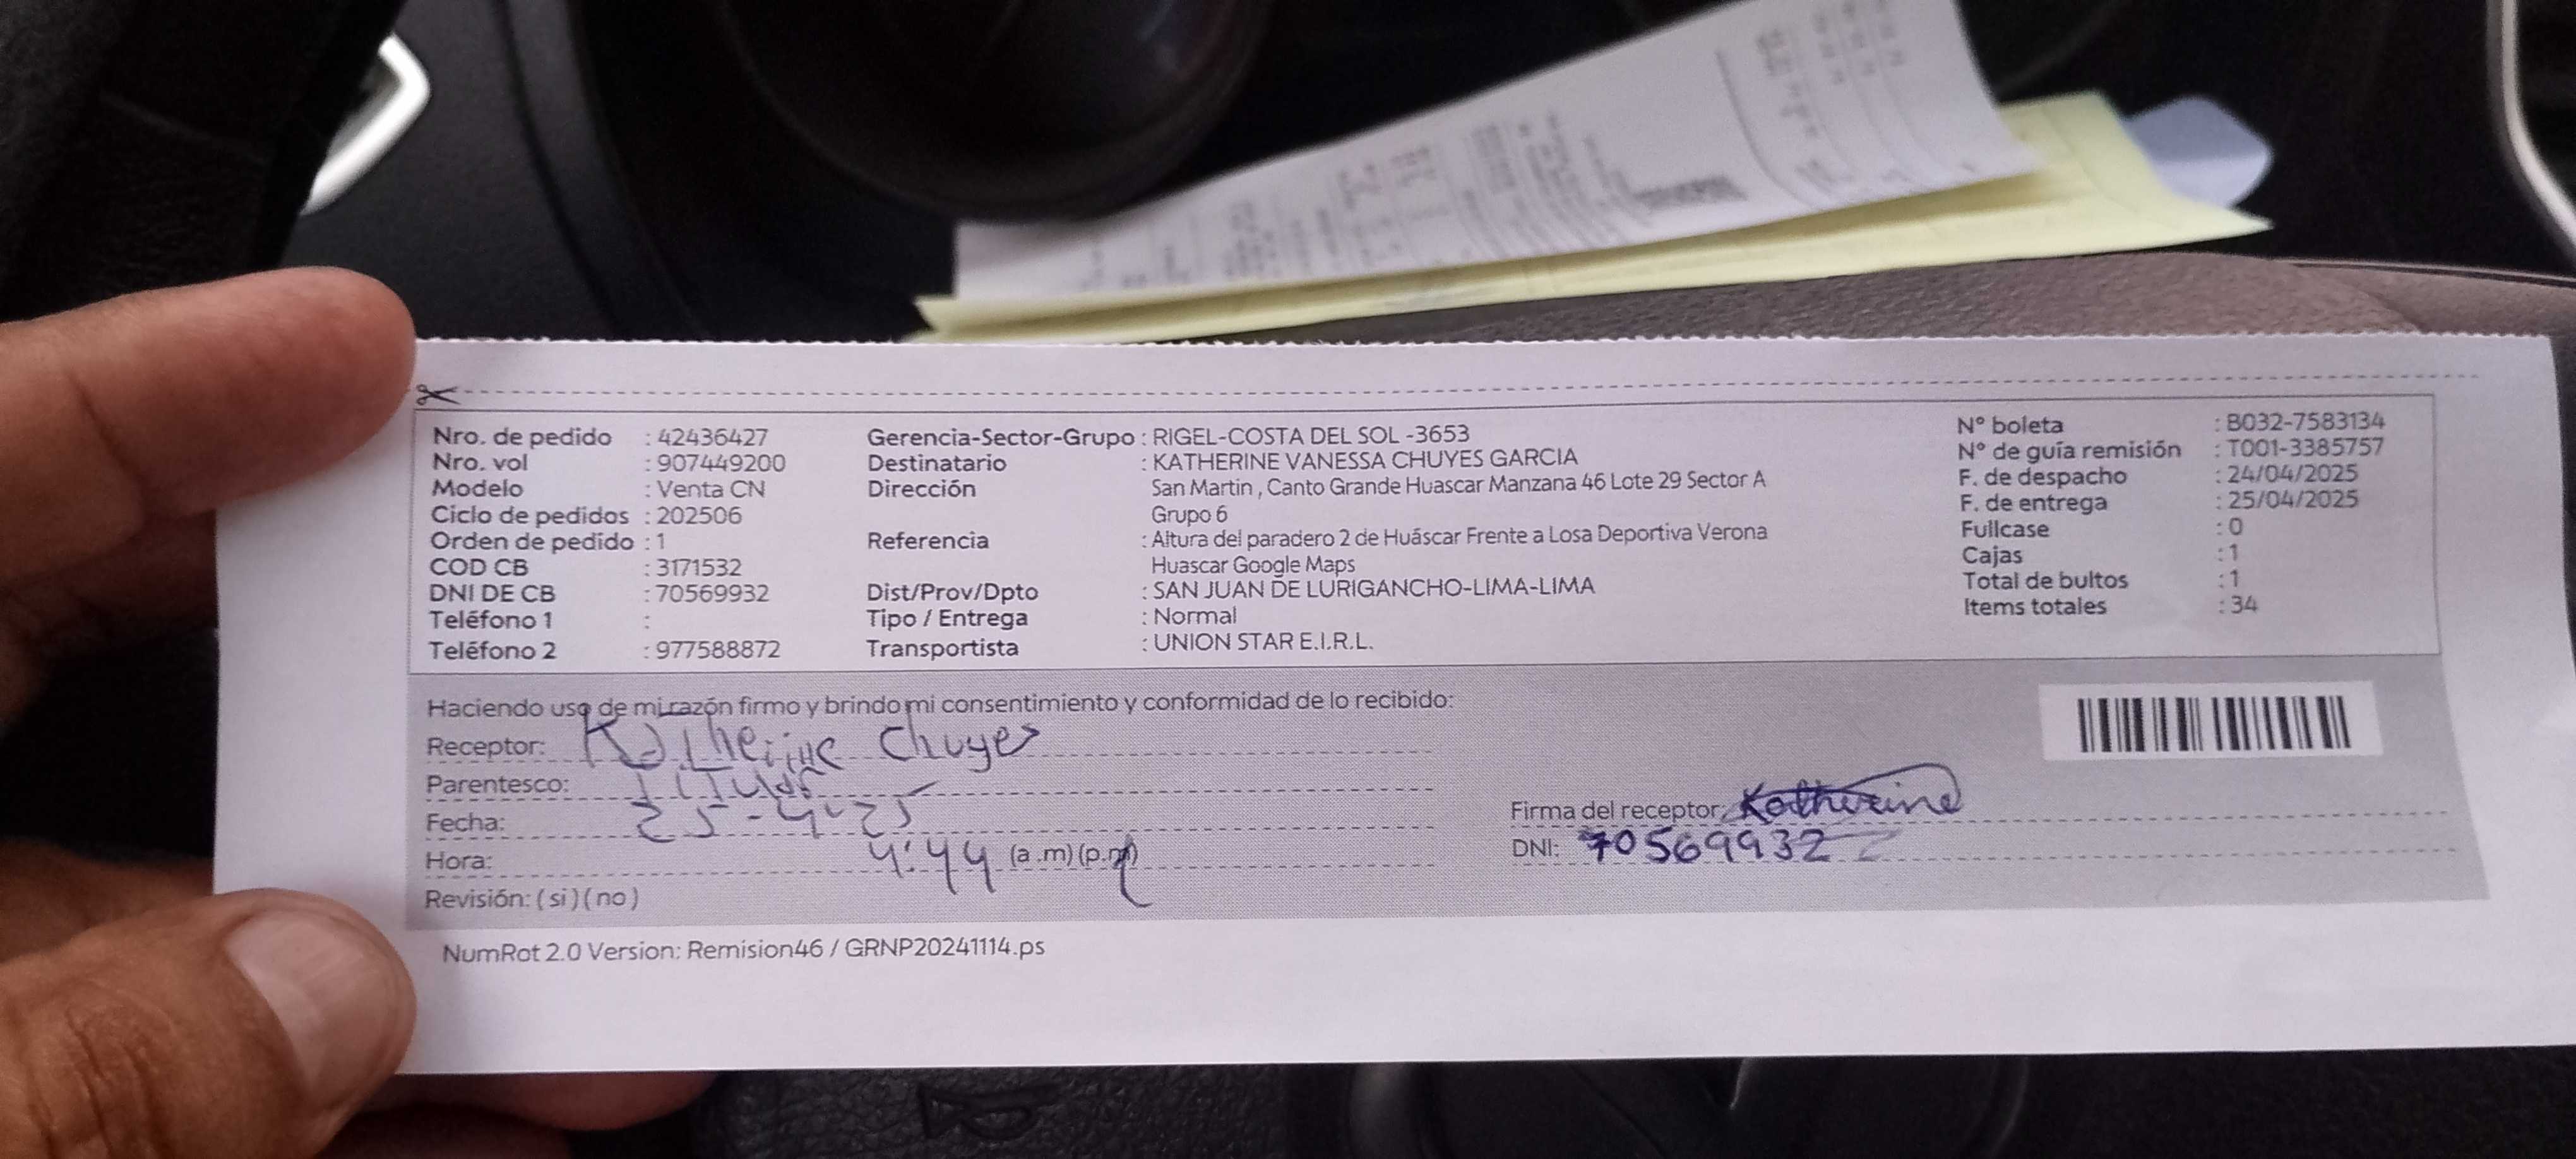 Nro. de pedido : 42436427
Nro. vol : 907449200
Modelo : Venta CN
Ciclo de pedidos : 202506
Orden de pedido : 1
COD CB : 3171532
DNI DE CB : 70569932
Teléfono 1 :
Teléfono 2 : 977588872
Gerencia-Sector-Grupo : RIGEL-COSTA DEL SOL -3653
Destinatario : KATHERINE VANESSA CHUYES GARCIA
Dirección San Martin , Canto Grande Huascar Manzana 46 Lote 29 Sector A
Grupo 6
Referencia : Altura del paradero 2 de Huáscar Frente a Losa Deportiva Verona
Huascar Google Maps
Dist/Prov/Dpto : SAN JUAN DE LURIGANCHO-LIMA-LIMA
Tipo / Entrega : Normal
Transportista : UNION STAR E.I.R.L.
N° boleta : B032-7583134
N° de guía remisión : T001-3385757
F. de despacho : 24/04/2025
F. de entrega : 25/04/2025
Fullcase : 0
Cajas : 1
Total de bultos : 1
Items totales : 34
Haciendo uso de mi razón firmo y brindo mi consentimiento y conformidad de lo recibido:
Receptor: Katherine Chuyes
Parentesco: Titular
Fecha: 25-4-25
Hora: 4:44 (a.m) (p.m)
Revisión: ( si ) ( no )
Firma del receptor: Katherine
DNI: 70569932
NumRot 2.0 Version: Remision46 / GRNP20241114.ps